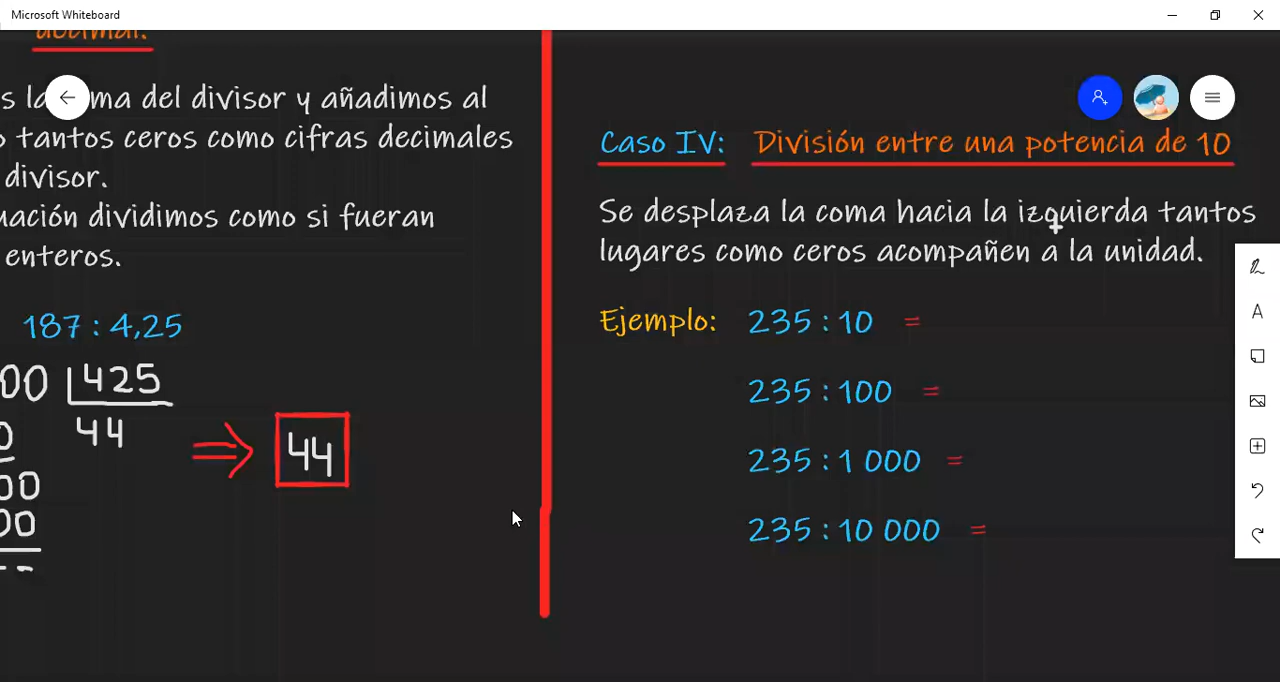 Microsoft Whiteboard
decimal.
s la ma del divisor y añadimos al
o tantos ceros como cifras decimales
divisor.
uación dividimos como si fueran
enteros.
187 : 4,25
00 425
0 44
⇒ 44
00
00
Caso IV: División entre una potencia de 10
Se desplaza la coma hacia la izquierda tantos
lugares como ceros acompañen a la unidad.
Ejemplo: 235 : 10 =
235 : 100 =
235 : 1 000 =
235 : 10 000 =
A